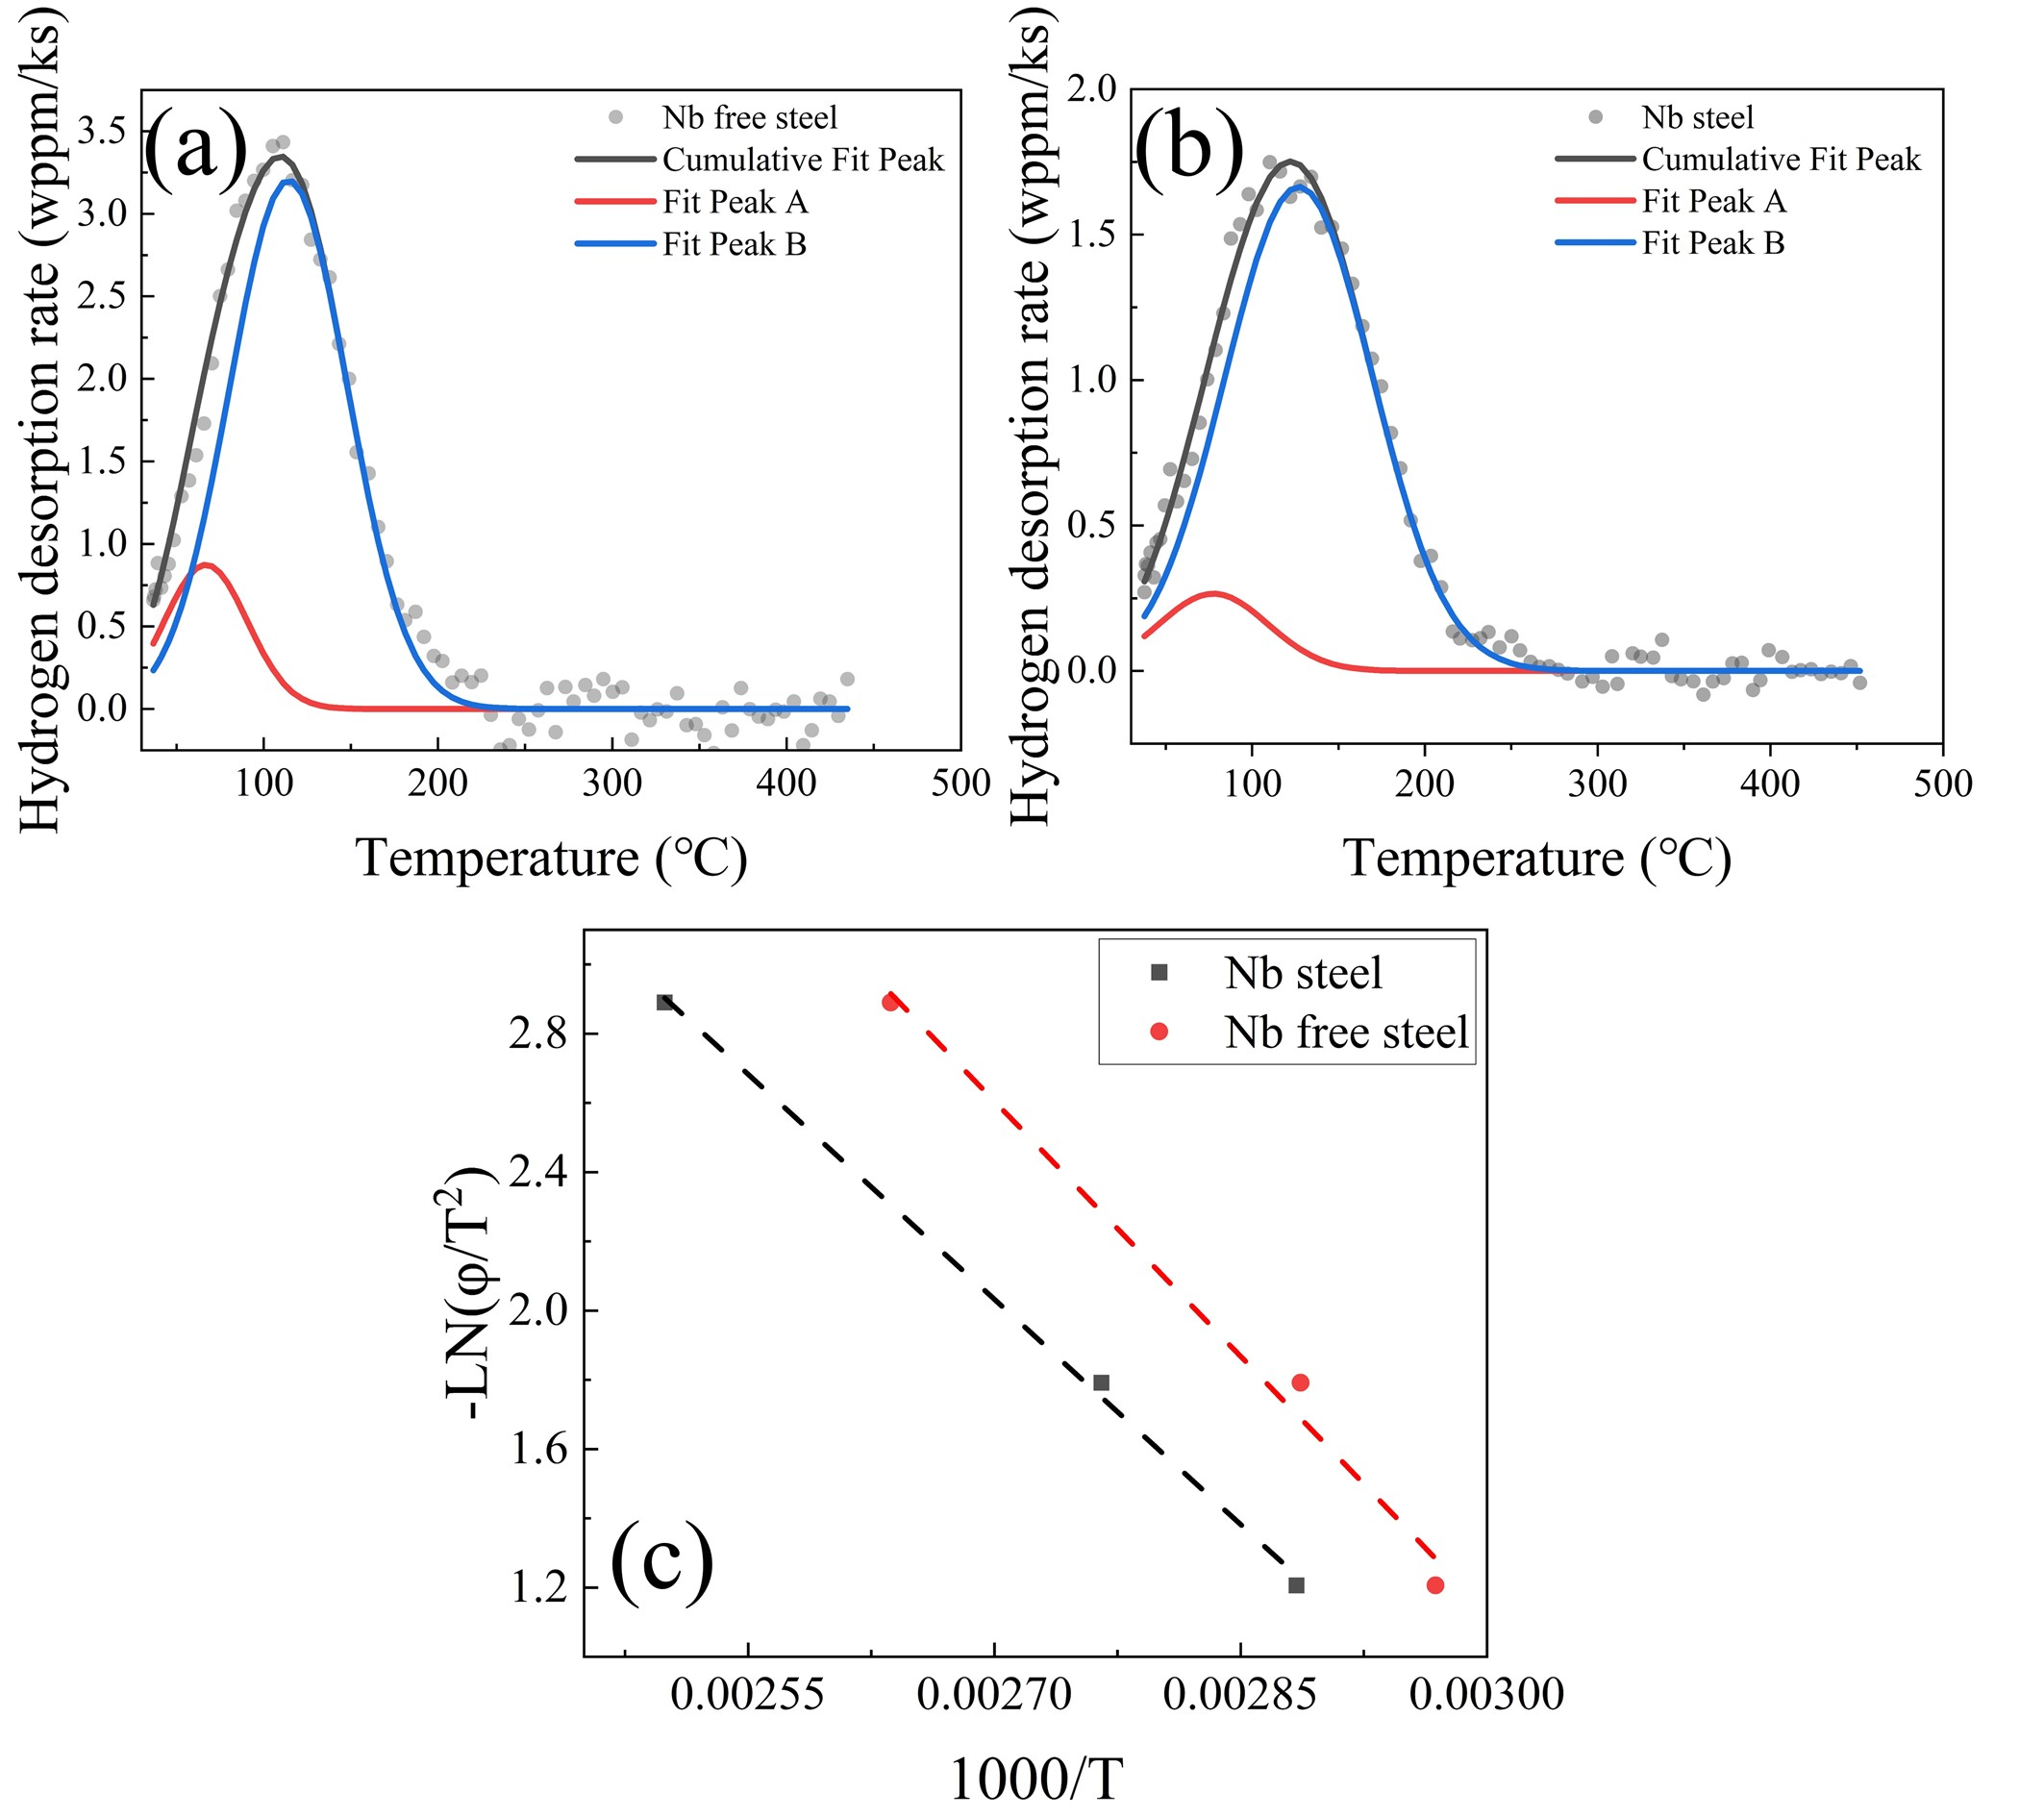 Hydrogen desorption rate (wppm/ks)
(a)
Nb free steel
Cumulative Fit Peak
Fit Peak A
Fit Peak B
3.5
3.0
2.5
2.0
1.5
1.0
0.5
0.0
100 200 300 400 500
Temperature (°C)
Hydrogen desorption rate (wppm/ks)
(b)
Nb steel
Cumulative Fit Peak
Fit Peak A
Fit Peak B
2.0
1.5
1.0
0.5
0.0
100 200 300 400 500
Temperature (°C)
-LN(φ/T²)
Nb steel
Nb free steel
2.8
2.4
2.0
1.6
1.2
(c)
0.00255 0.00270 0.00285 0.00300
1000/T